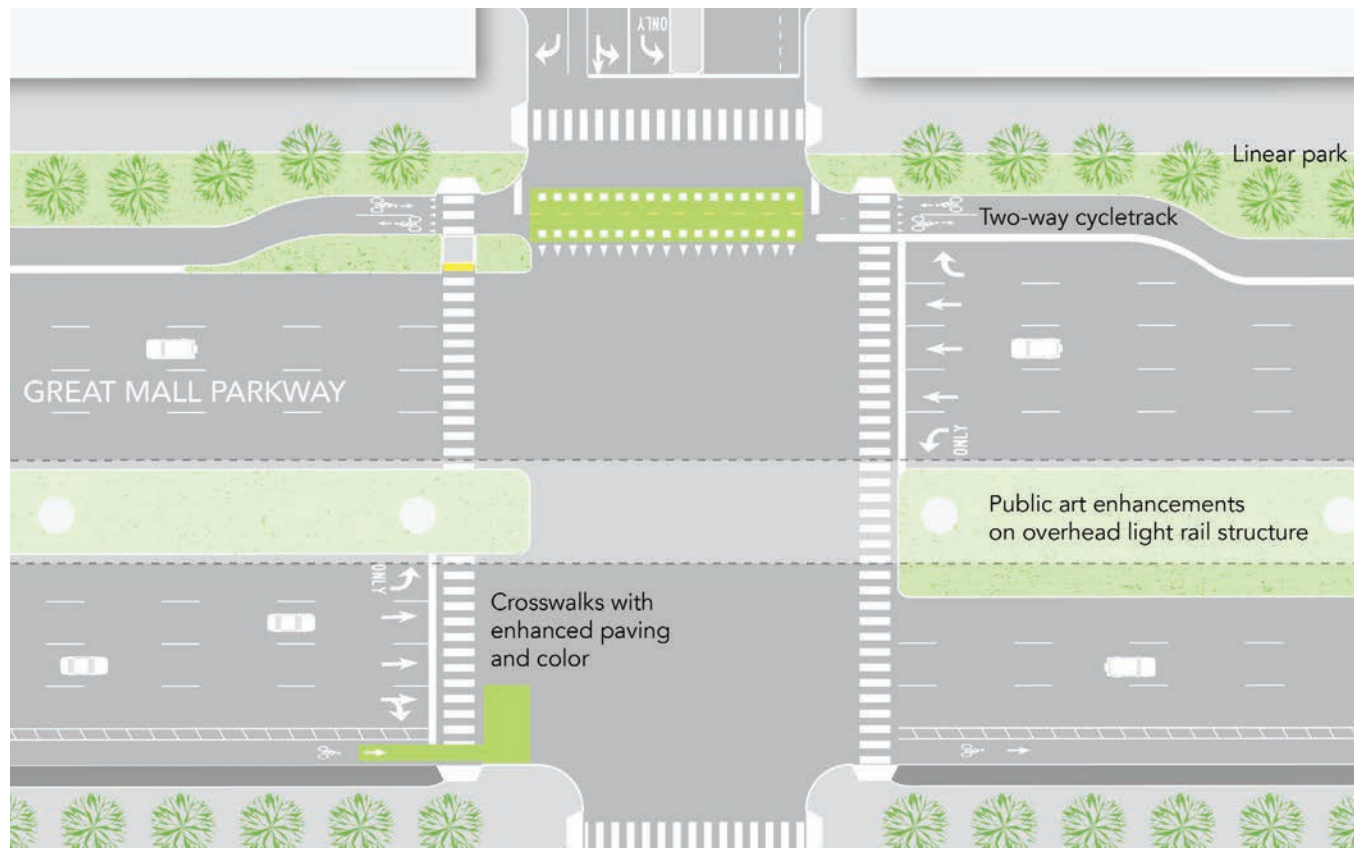 ONLY
Linear park
Two-way cycletrack
GREAT MALL PARKWAY
ONLY
Public art enhancements
on overhead light rail structure
ONLY
Crosswalks with
enhanced paving
and color